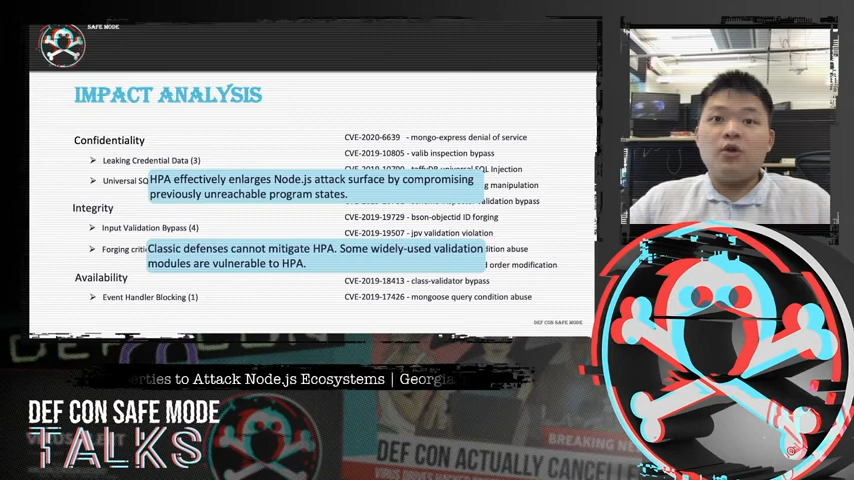 SAFE MODE
IMPACT ANALYSIS
Confidentiality
Leaking Credential Data (3)
Universal SQ
Integrity
Input Validation Bypass (4)
Forging criti
Availability
Event Handler Blocking (1)
HPA effectively enlarges Node.js attack surface by compromising
previously unreachable program states.
Classic defenses cannot mitigate HPA. Some widely-used validation
modules are vulnerable to HPA.
CVE-2020-6639 - mongo-express denial of service
CVE-2019-10805 - valib inspection bypass
SQL Injection
manipulation
validation bypass
CVE-2019-19729 - bson-objectid ID forging
CVE-2019-19507 - jpv validation violation
abuse
order modification
CVE-2019-18413 - class-validator bypass
CVE-2019-17426 - mongoose query condition abuse
DEF CON SAFE MODE
erties to Attack Node.js Ecosystems | Georgia
DEF CON SAFE MODE
TALKS
BREAKING NE
DEF CON ACTUALLY CANCELLE